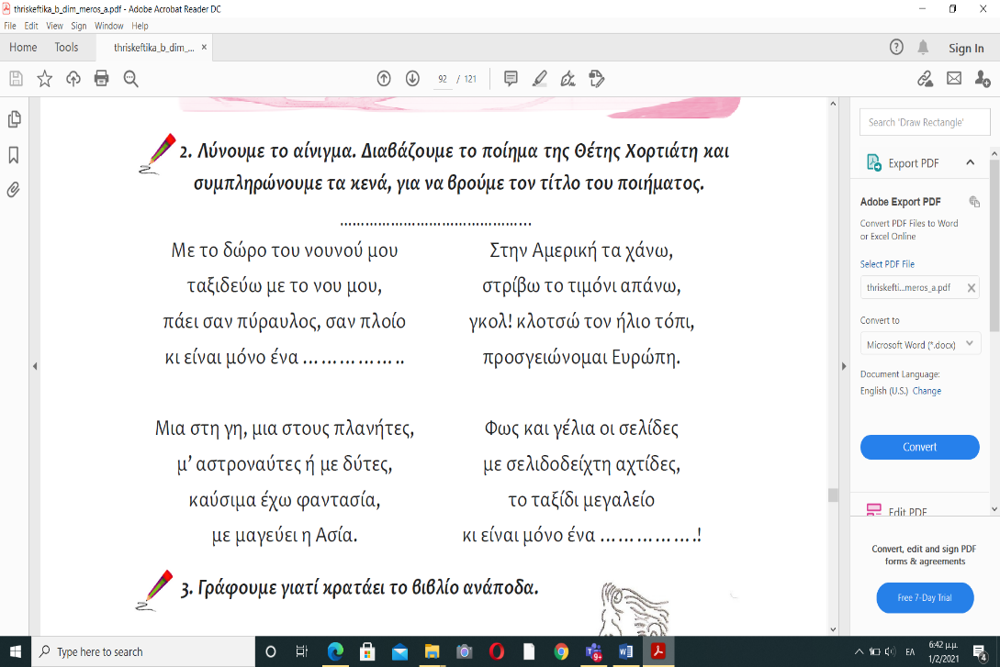 thriskeftika_b_dim_meros_a.pdf - Adobe Acrobat Reader DC
File Edit View Sign Window Help
Home Tools thriskeftika_b_dim_... × Sign In
92 / 121
2. Λύνουμε το αίνιγμα. Διαβάζουμε το ποίημα της Θέτης Χορτιάτη και
συμπληρώνουμε τα κενά, για να βρούμε τον τίτλο του ποιήματος.
.............................................
Με το δώρο του νουνού μου
ταξιδεύω με το νου μου,
πάει σαν πύραυλος, σαν πλοίο
κι είναι μόνο ένα ……………..
Μια στη γη, μια στους πλανήτες,
μ’ αστροναύτες ή με δύτες,
καύσιμα έχω φαντασία,
με μαγεύει η Ασία.
Στην Αμερική τα χάνω,
στρίβω το τιμόνι απάνω,
γκολ! κλοτσώ τον ήλιο τόπι,
προσγειώνομαι Ευρώπη.
Φως και γέλια οι σελίδες
με σελιδοδείχτη αχτίδες,
το ταξίδι μεγαλείο
κι είναι μόνο ένα …………….!
3. Γράφουμε γιατί κρατάει το βιβλίο ανάποδα.
Search 'Draw Rectangle'
Export PDF
Adobe Export PDF
Convert PDF Files to Word
or Excel Online
Select PDF File
thriskefti...meros_a.pdf X
Convert to
Microsoft Word (*.docx)
Document Language:
English (U.S.) Change
Convert
Edit PDF
Convert, edit and sign PDF
forms & agreements
Free 7-Day Trial
Type here to search
9+
ΕΛ
6:42 μ.μ.
1/2/2021
4